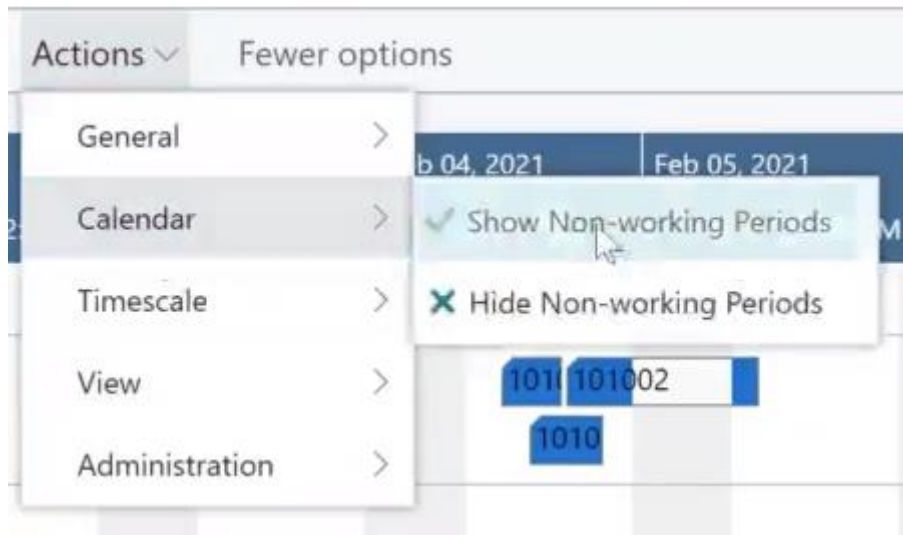 Actions Fewer options
General
b 04, 2021 Feb 05, 2021
Calendar
Show Non-working Periods
M
Timescale
Hide Non-working Periods
View
101 101002
1010
Administration